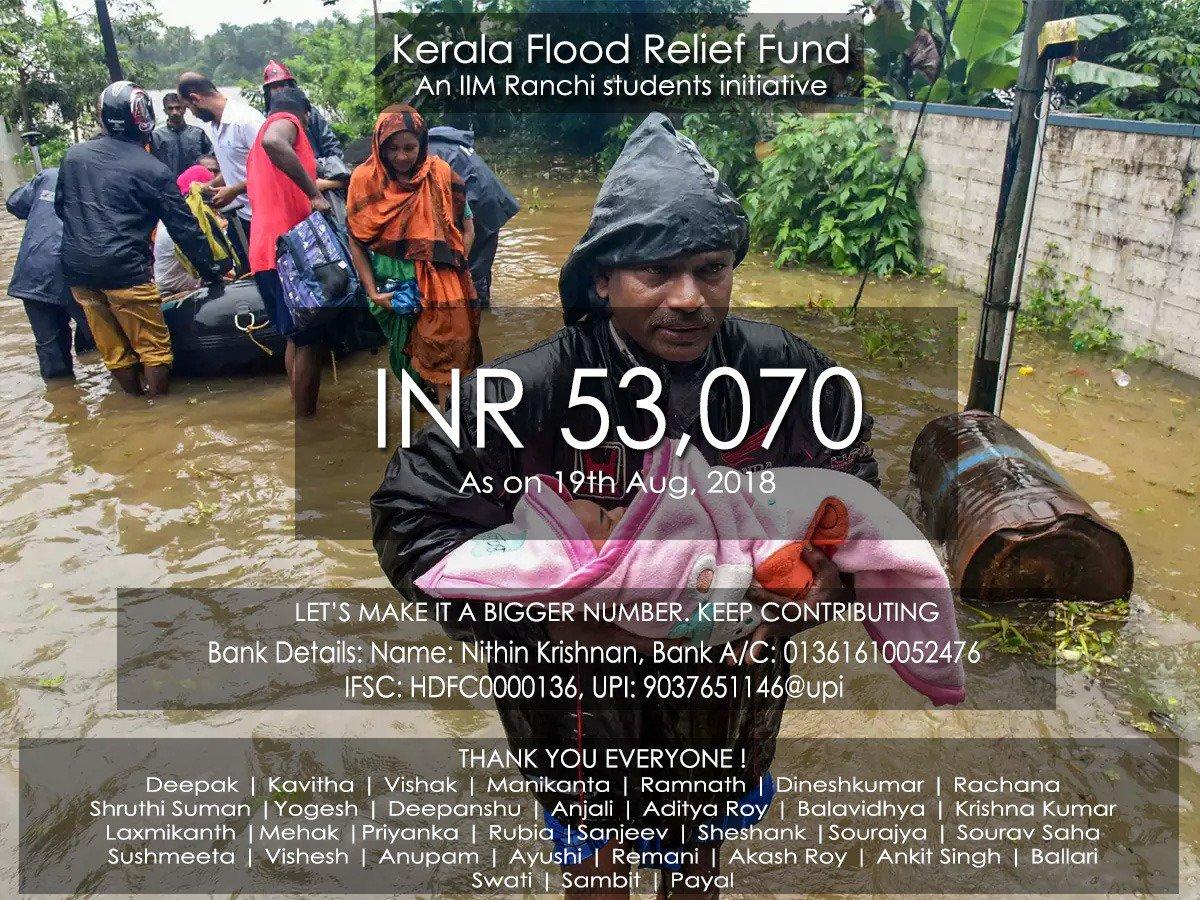 Kerala Flood Relief Fund
An IIM Ranchi students initiative
INR 53,070
As on 19th Aug, 2018
LET'S MAKE IT A BIGGER NUMBER. KEEP CONTRIBUTING
Bank Details: Name: Nithin Krishnan, Bank A/C: 01361610052476
IFSC: HDFC0000136, UPI: 9037651146@upi
THANK YOU EVERYONE !
Deepak | Kavitha | Vishak | Manikanta | Ramnath | Dineshkumar | Rachana
Shruthi Suman |Yogesh | Deepanshu | Anjali | Aditya Roy | Balavidhya | Krishna Kumar
Laxmikanth |Mehak |Priyanka | Rubia |Sanjeev | Sheshank |Sourajya | Sourav Saha
Sushmeeta | Vishesh | Anupam | Ayushi | Remani | Akash Roy | Ankit Singh | Ballari
Swati | Sambit | Payal